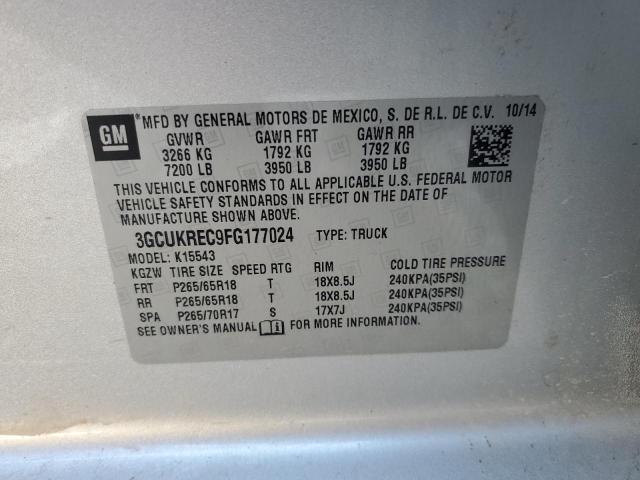 GM
*MFD BY GENERAL MOTORS DE MEXICO, S. DE R.L. DE C.V. 10/14
GVWR GAWR FRT GAWR RR
3266 KG 1792 KG 1792 KG
7200 LB 3950 LB 3950 LB
THIS VEHICLE CONFORMS TO ALL APPLICABLE U.S. FEDERAL MOTOR
VEHICLE SAFETY STANDARDS IN EFFECT ON THE DATE OF
MANUFACTURE SHOWN ABOVE.
3GCUKREC9FG177024 TYPE: TRUCK
MODEL: K15543
KGZW TIRE SIZE SPEED RTG RIM COLD TIRE PRESSURE
FRT P265/65R18 T 18X8.5J 240KPA(35PSI)
RR P265/65R18 T 18X8.5J 240KPA(35PSI)
SPA P265/70R17 S 17X7J 240KPA(35PSI)
SEE OWNER'S MANUAL FOR MORE INFORMATION.